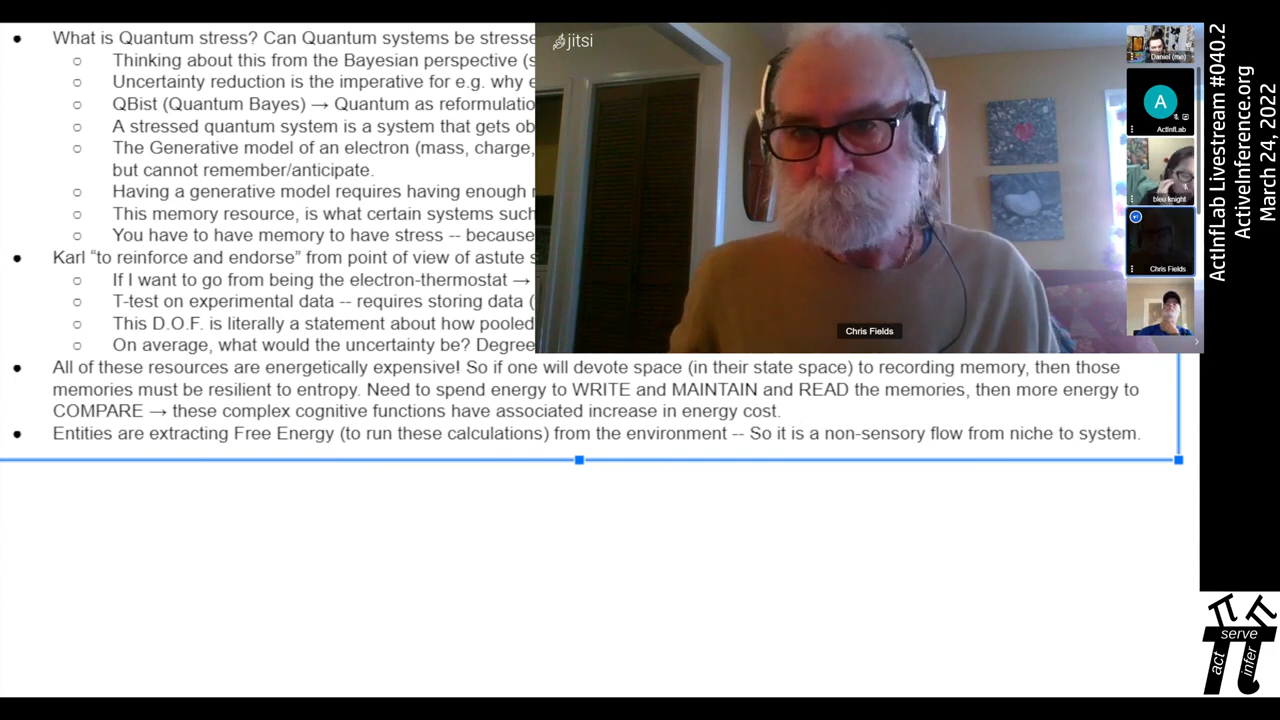 What is Quantum stress? Can Quantum systems be stresse
Thinking about this from the Bayesian perspective (s
Uncertainty reduction is the imperative for e.g. why e
QBist (Quantum Bayes) → Quantum as reformulatio
A stressed quantum system is a system that gets ob
The Generative model of an electron (mass, charge,
but cannot remember/anticipate.
Having a generative model requires having enough
This memory resource, is what certain systems such
You have to have memory to have stress -- because
Karl “to reinforce and endorse” from point of view of astute s
If I want to go from being the electron-thermostat →
T-test on experimental data -- requires storing data (
This D.O.F. is literally a statement about how pooled
On average, what would the uncertainty be? Degree
All of these resources are energetically expensive! So if one will devote space (in their state space) to recording memory, then those
memories must be resilient to entropy. Need to spend energy to WRITE and MAINTAIN and READ the memories, then more energy to
COMPARE → these complex cognitive functions have associated increase in energy cost.
Entities are extracting Free Energy (to run these calculations) from the environment -- So it is a non-sensory flow from niche to system.
jitsi
Chris Fields
Daniel (me)
A
ActInfLab
bleu knight
Chris Fields
ActInfLab Livestream #040.2
ActiveInference.org
March 24, 2022
serve
act
infer